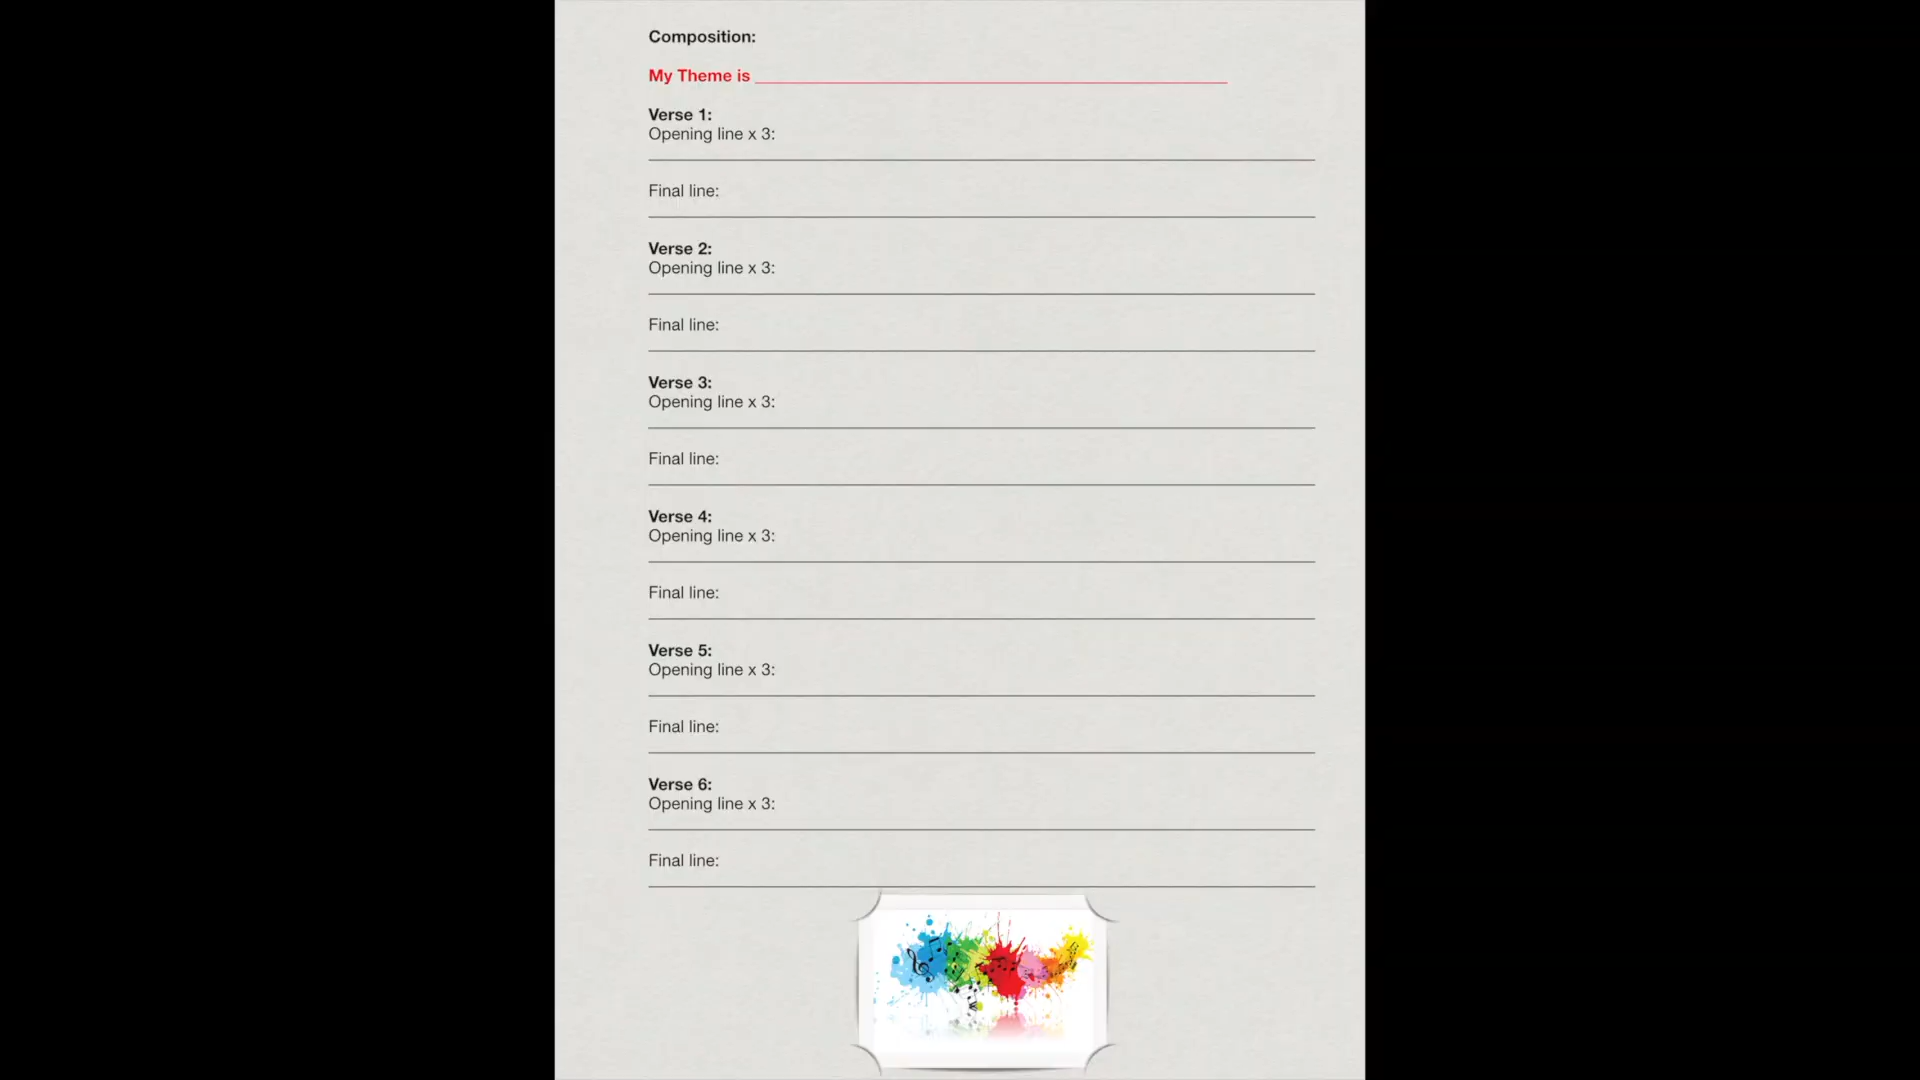 Composition:
My Theme is
Verse 1:
Opening line x 3:
Final line:
Verse 2:
Opening line x 3:
Final line:
Verse 3:
Opening line x 3:
Final line:
Verse 4:
Opening line x 3:
Final line:
Verse 5:
Opening line x 3:
Final line:
Verse 6:
Opening line x 3:
Final line: